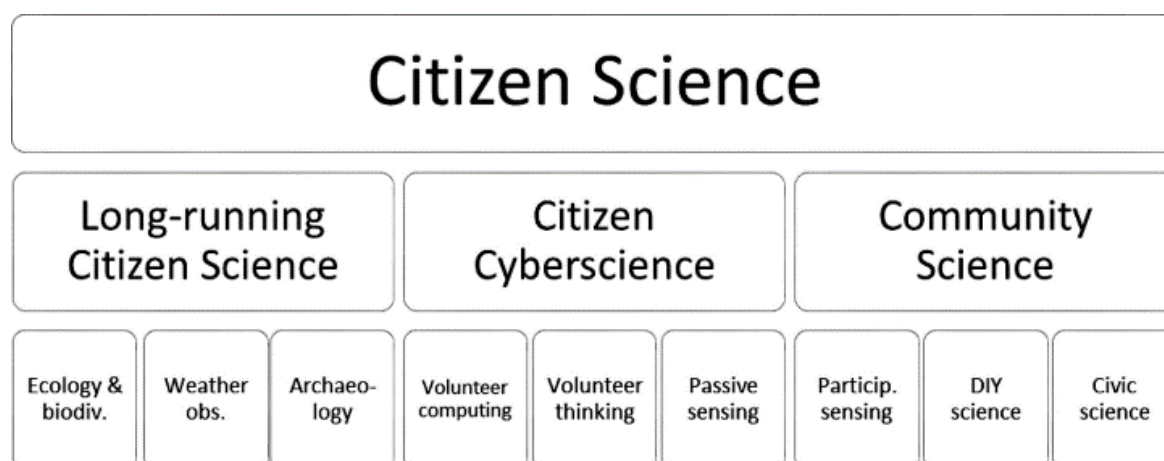 Citizen Science
Long-running
Citizen Science
Citizen
Cyberscience
Community
Science
Ecology &
biodiv.
Weather
obs.
Archaeo-
logy
Volunteer
computing
Volunteer
thinking
Passive
sensing
Particip.
sensing
DIY
science
Civic
science